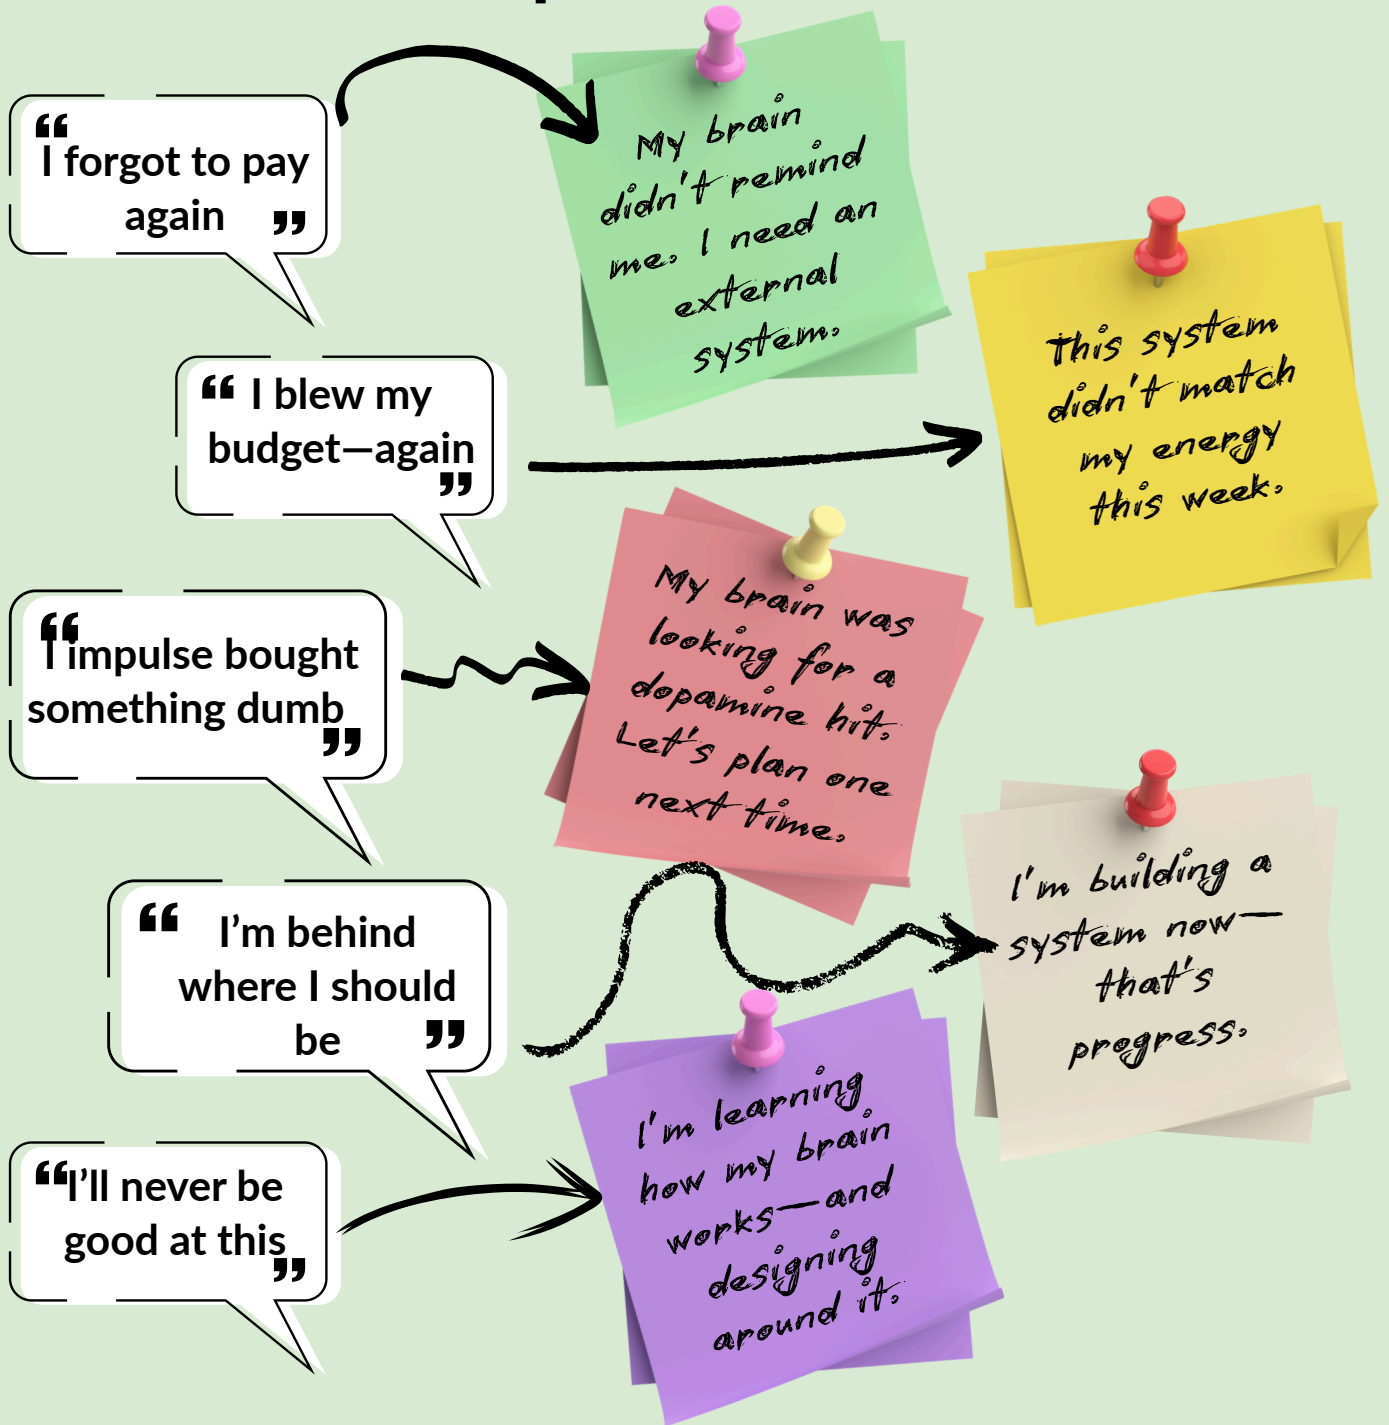 I forgot to pay
again
My brain
didn't remind
me. I need an
external
system.
I blew my
budget—again
This system
didn't match
my energy
this week.
I impulse bought
something dumb
My brain was
looking for a
dopamine hit.
Let's plan one
next time.
I'm behind
where I should
be
I'm building a
system now—
that's
progress.
I'll never be
good at this
I'm learning
how my brain
works—and
designing
around it.